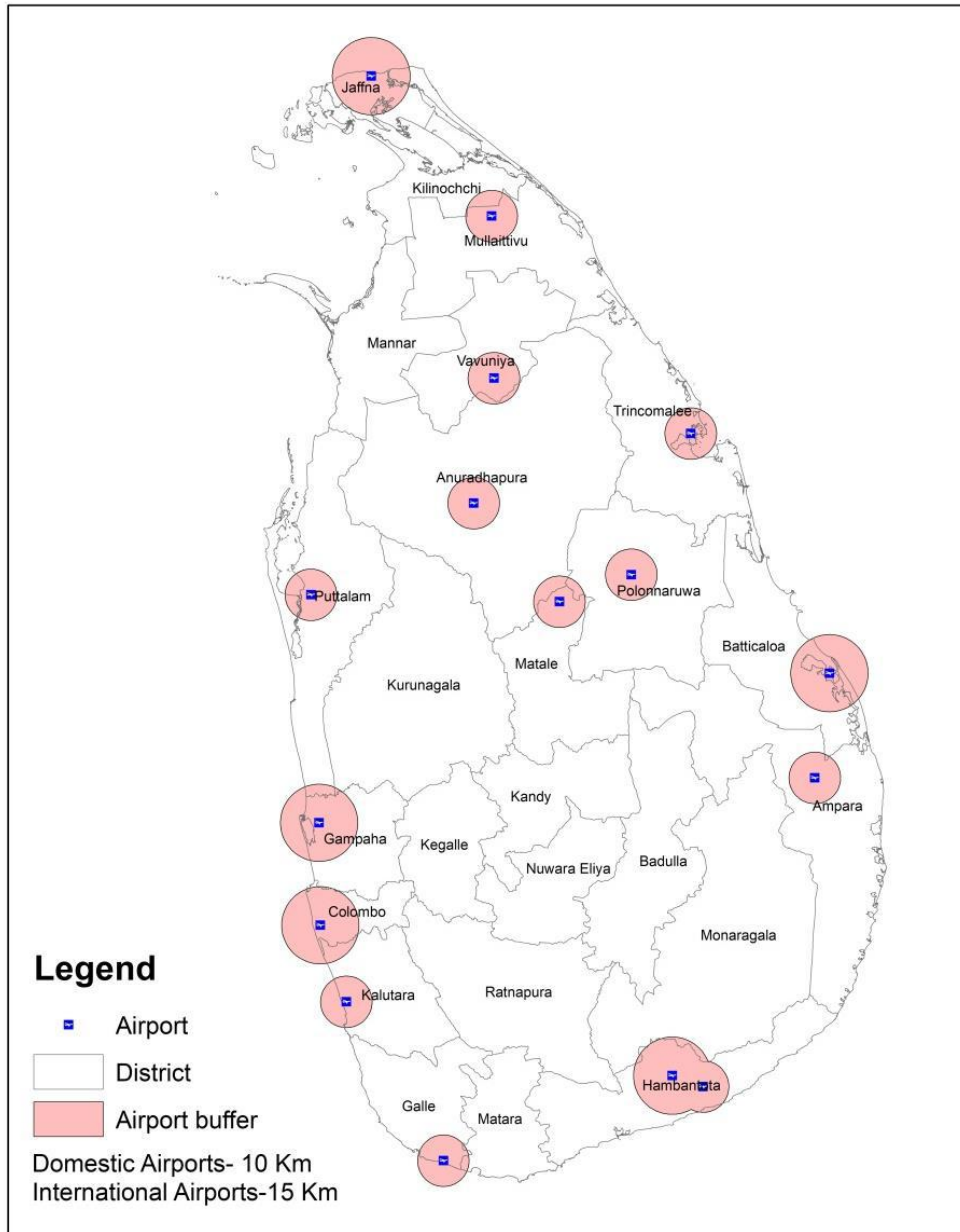 Jaffna
Kilinochchi
Mullaittivu
Mannar
Vavuniya
Trincomalee
Anuradhapura
Puttalam
Polonnaruwa
Batticaloa
Matale
Kurunagala
Kandy
Ampara
Gampaha
Kegalle
Nuwara Eliya
Badulla
Colombo
Monaragala
Legend
Kalutara
Ratnapura
Airport
District
Hambantota
Galle
Matara
Airport buffer
Domestic Airports- 10 Km
International Airports-15 Km